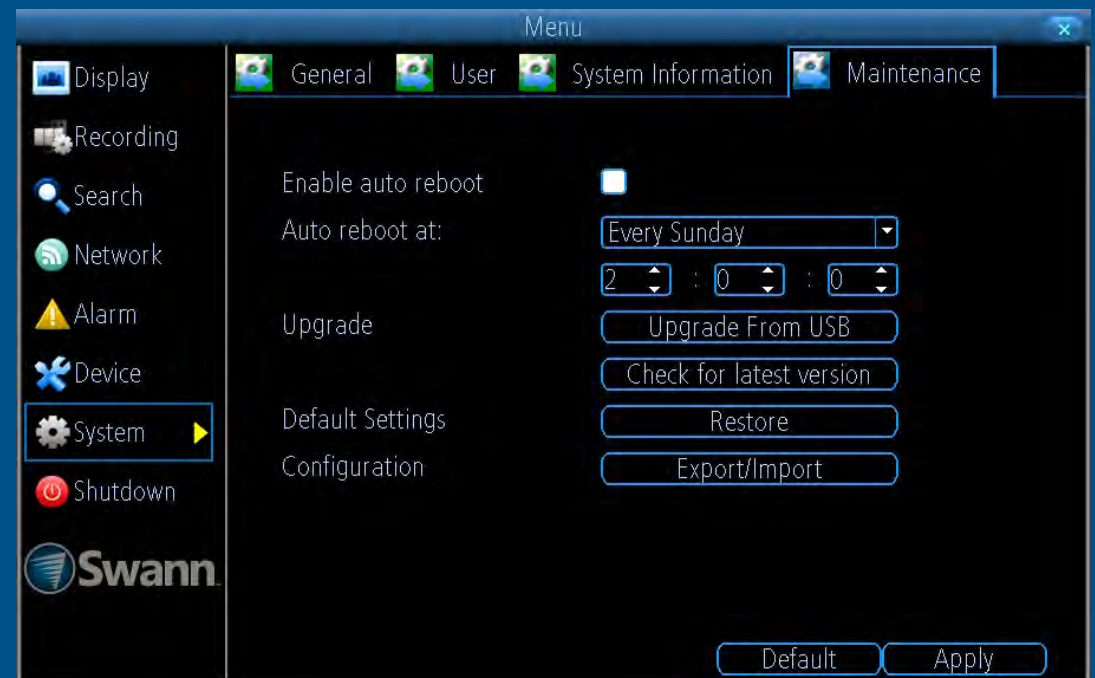 Menu
Display
Recording
Search
Network
Alarm
Device
System
Shutdown
Swann
General User System Information Maintenance
Enable auto reboot
Auto reboot at: Every Sunday
2 : 0 : 0
Upgrade Upgrade From USB
Check for latest version
Default Settings Restore
Configuration Export/Import
Default Apply